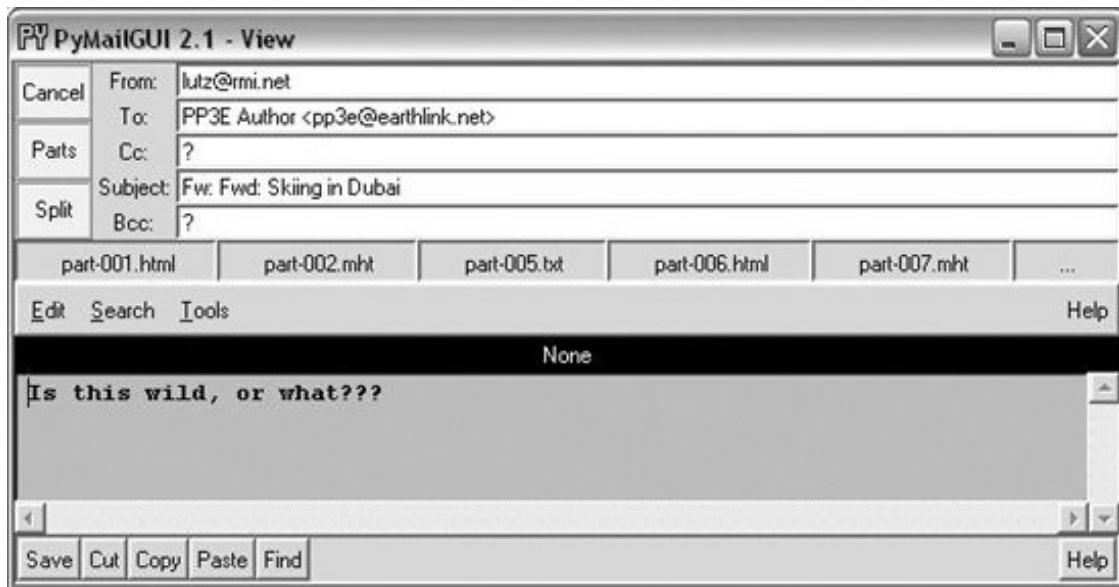 PY PyMailGUI 2.1 - View
Cancel
From: lutz@rmi.net
To: PP3E Author <pp3e@earthlink.net>
Parts
Cc: ?
Subject: Fw: Fwd: Skiing in Dubai
Split
Bcc: ?
part-001.html part-002.mht part-005.txt part-006.html part-007.mht ...
Edit Search Tools Help
None
Is this wild, or what???
Save Cut Copy Paste Find Help